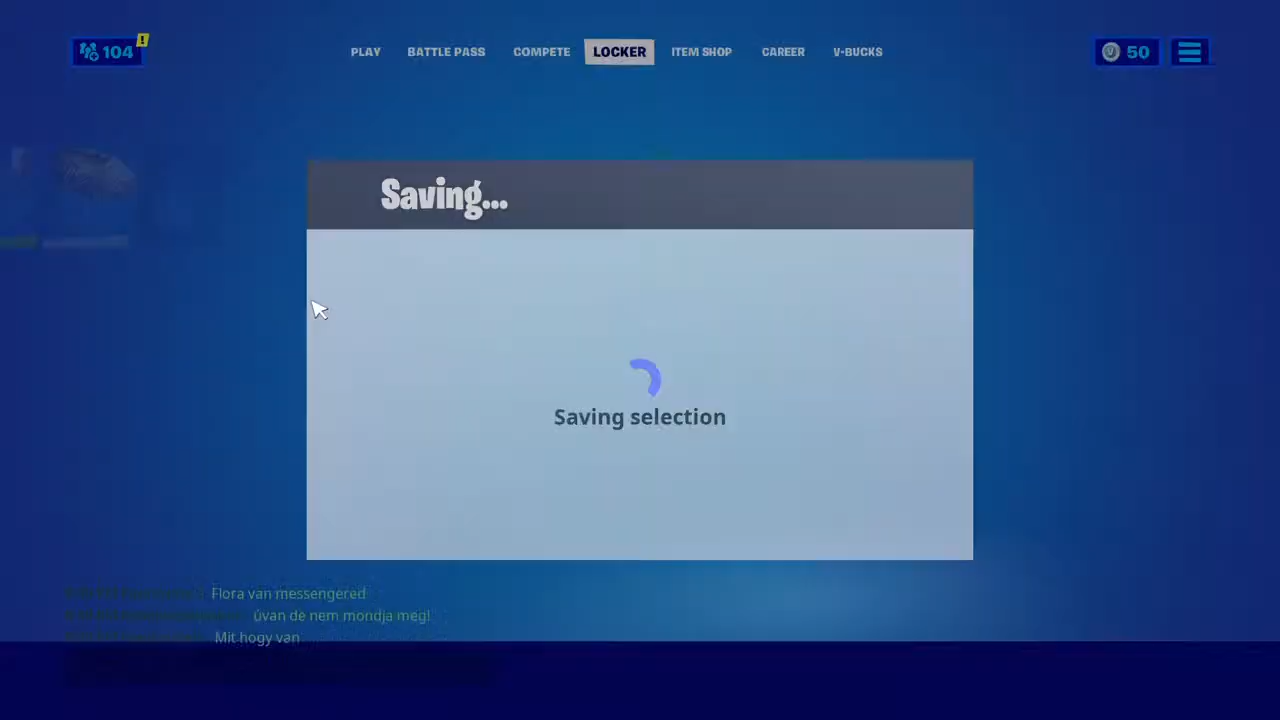 104
!
PLAY
BATTLE PASS
COMPETE
LOCKER
ITEM SHOP
CAREER
V-BUCKS
50
Saving...
Saving selection
Flora van messengered
úvan de nem mondja meg!
Mit hogy van